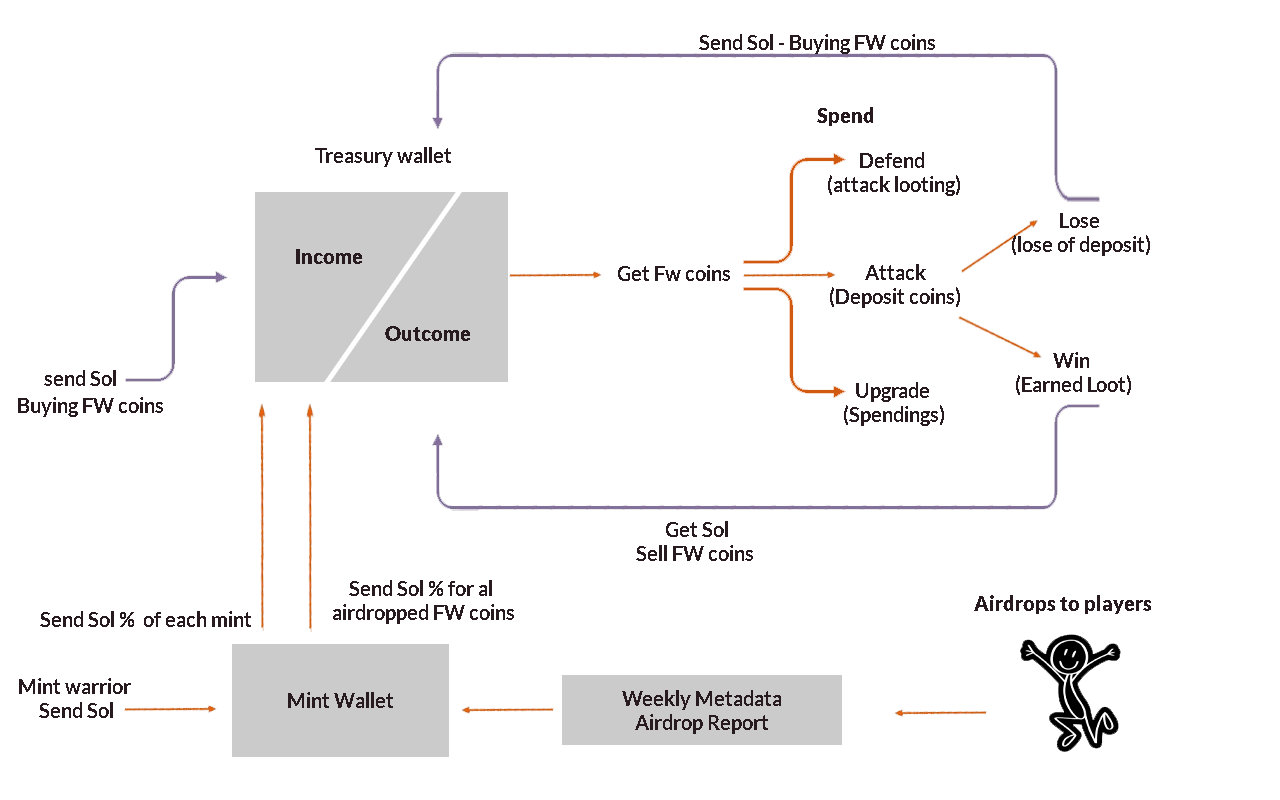 Send Sol - Buying FW coins
Spend
Treasury wallet
Defend
(attack looting)
Income
Outcome
Get Fw coins
Attack
(Deposit coins)
Lose
(lose of deposit)
Win
(Earned Loot)
Upgrade
(Spendings)
send Sol
Buying FW coins
Get Sol
Sell FW coins
Send Sol % of each mint
Send Sol % for al
airdropped FW coins
Airdrops to players
Mint warrior
Send Sol
Mint Wallet
Weekly Metadata
Airdrop Report